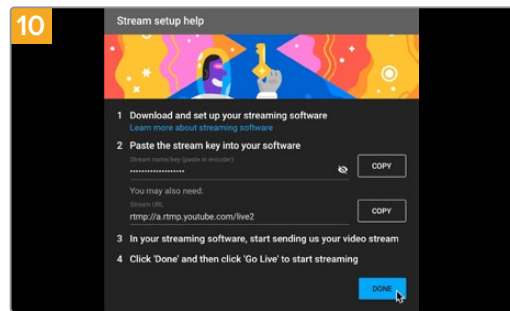 10
Stream setup help
1 Download and set up your streaming software
Learn more about streaming software
2 Paste the stream key into your software
Stream name/key (paste in encoder)
••••••••••••••••••••
COPY
You may also need:
Stream URL
rtmp://a.rtmp.youtube.com/live2
COPY
3 In your streaming software, start sending us your video stream
4 Click 'Done' and then click 'Go Live' to start streaming
DONE